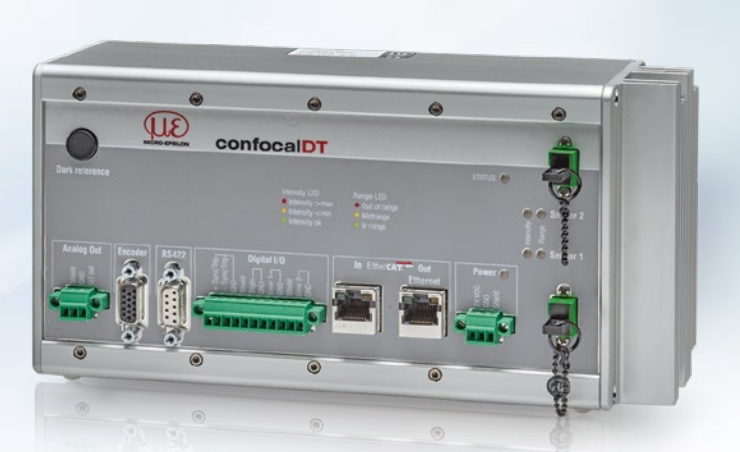 με
MICRO-EPSILON
confocalDT
Dark reference
STATUS
Intensity LED
Intensity >max
Intensity <min
Intensity ok
Range LED
Out of range
Midrange
In range
Intensity
Range
Sensor 2
Sensor 1
Analog Out
Encoder
RS422
Digital I/O
In EtherCAT Out
Ethernet
Power